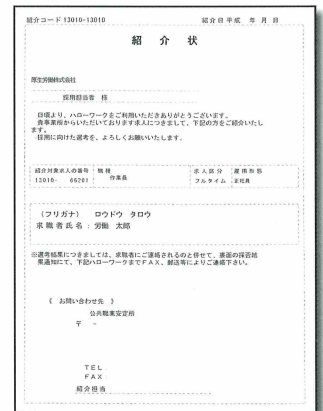 紹介コード 13010-13010 紹介日平成 年 月 日
紹 介 状
厚生労働株式会社
採用担当者 様
日頃より、ハローワークをご利用いただきありがとうございます。
貴事業所からいただいております求人につきまして、下記の方をご紹介いたし
ます。
採用に向けた選考を、よろしくお願いいたします。
紹介対象求人の番号 職種 求人区分 雇用形態
13010- 66201 作業員 フルタイム 正社員
(フリガナ) ロウドウ タロウ
求職者氏名:労働 太郎
※選考結果につきましては、求職者にご連絡されるのと併せて、裏面の採否結
果通知にて、下記ハローワークまでFAX、郵送等によりご連絡下さい。
《 お問い合わせ先 》
公共職業安定所
〒 -
TEL
FAX
紹介担当